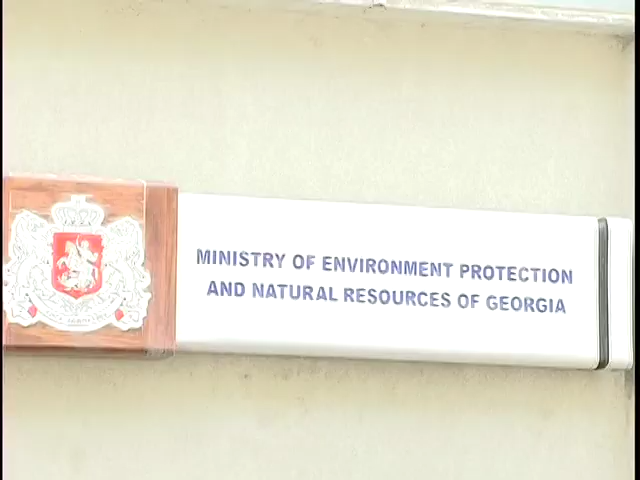 MINISTRY OF ENVIRONMENT PROTECTION
AND NATURAL RESOURCES OF GEORGIA